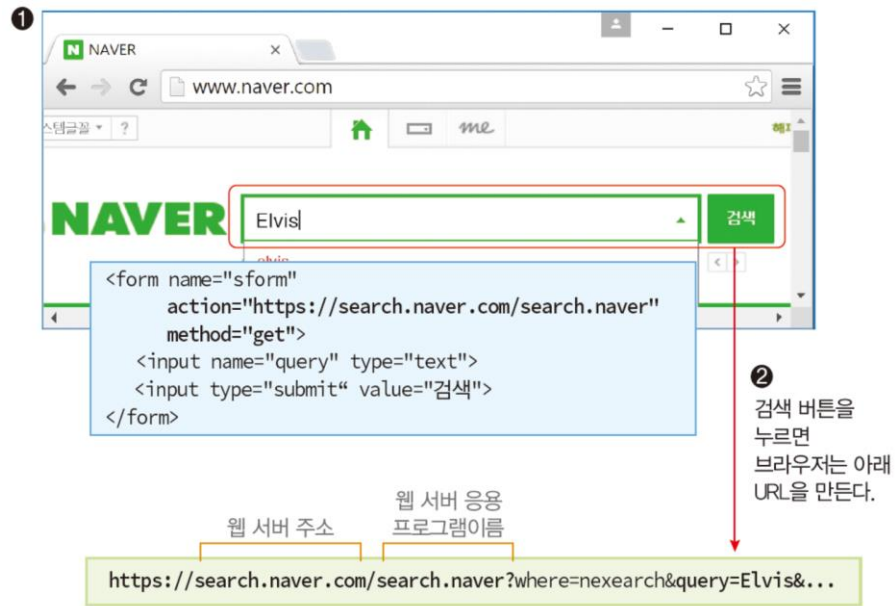 ❶
NAVER
www.naver.com
스템글꼴 ?
me
NAVER
Elvis
검색
elvis
<form name="sform"
action="https://search.naver.com/search.naver"
method="get">
<input name="query" type="text">
<input type="submit“ value="검색">
</form>
❷
검색 버튼을
누르면
브라우저는 아래
URL을 만든다.
웹 서버 주소
웹 서버 응용
프로그램이름
https://search.naver.com/search.naver?where=nexearch&query=Elvis&...